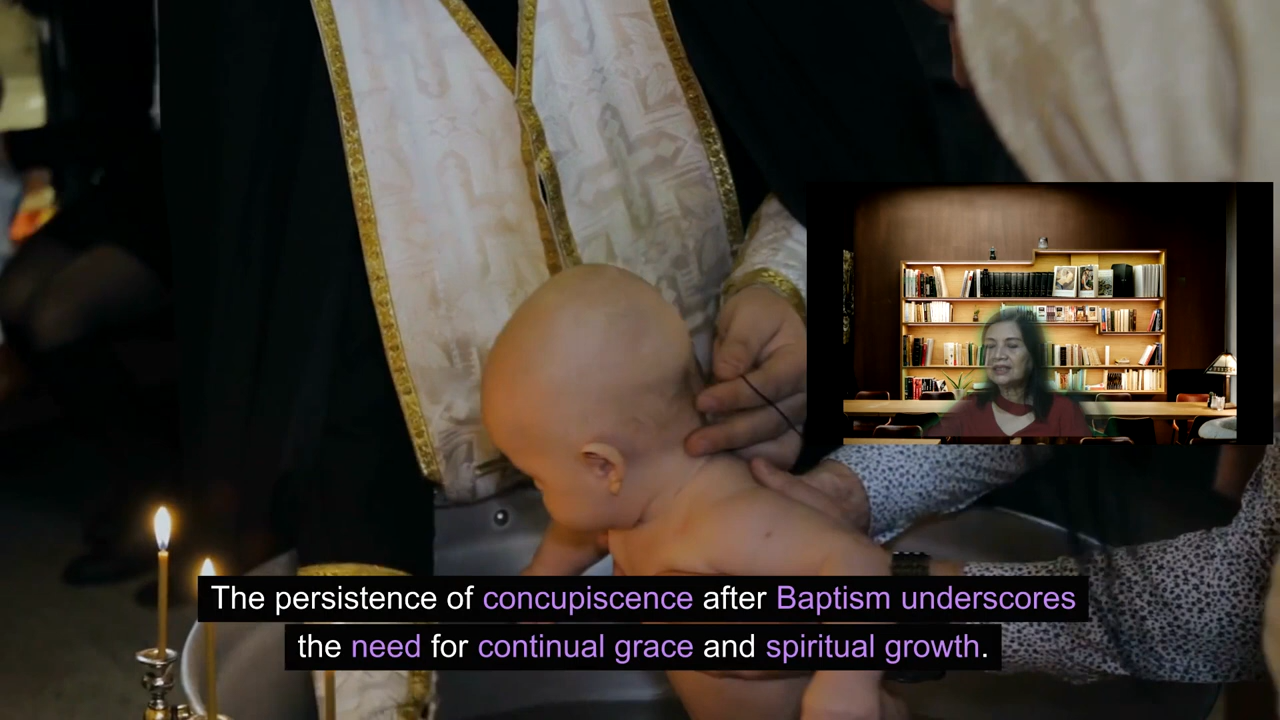 The persistence of concupiscence after Baptism underscores
the need for continual grace and spiritual growth.